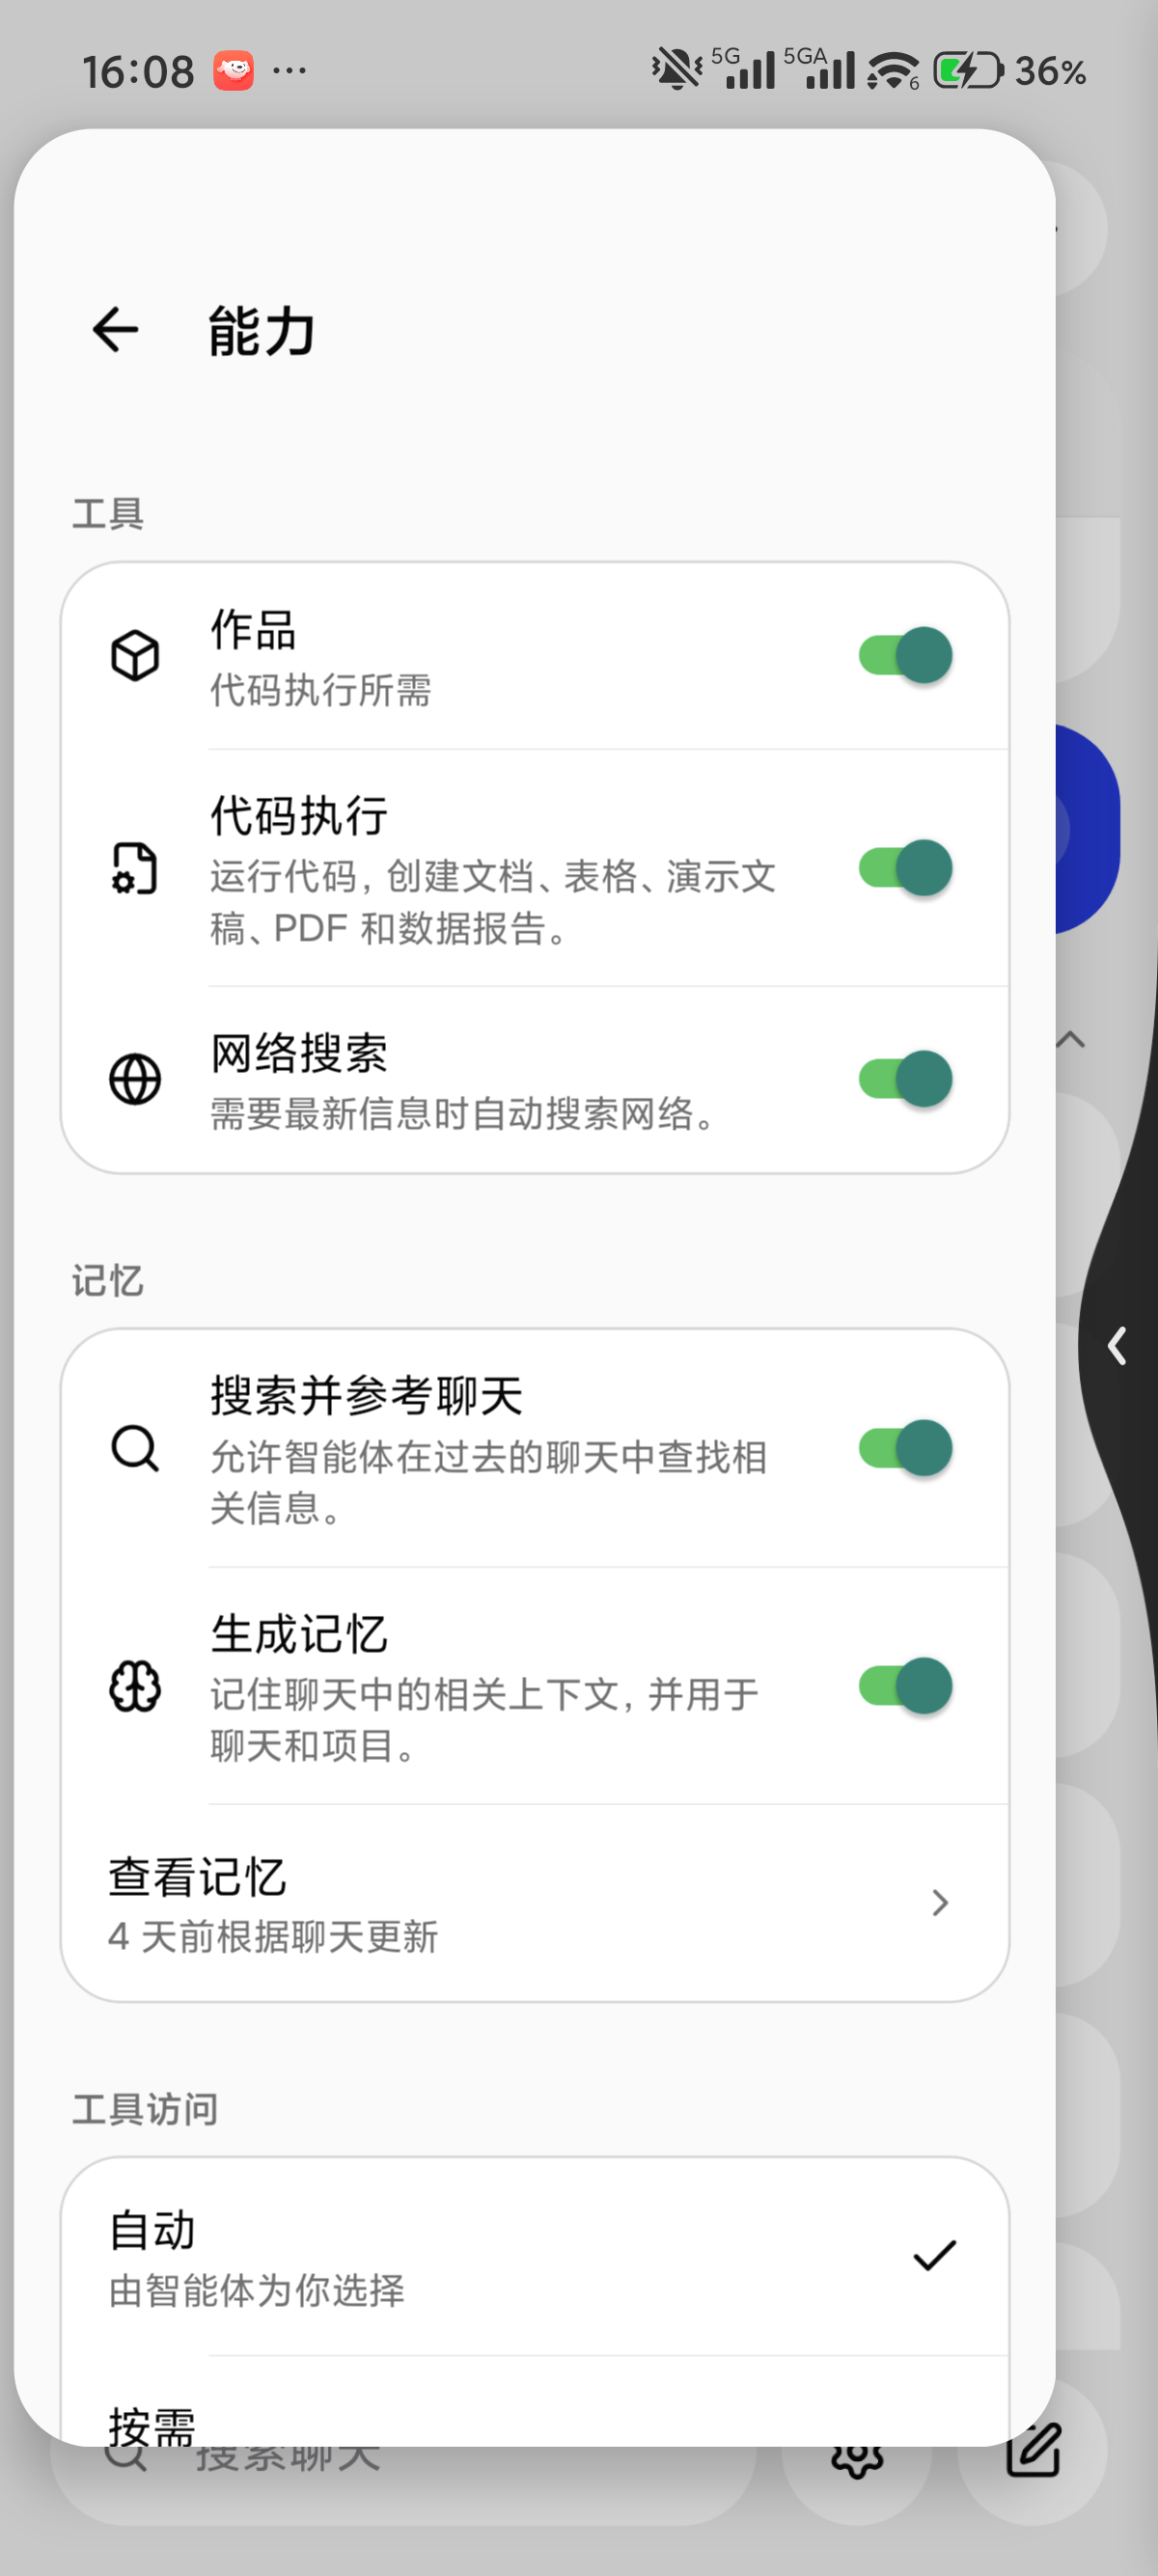 16:08
5G
5GA
6
36%
能力
工具
作品
代码执行所需
代码执行
运行代码，创建文档、表格、演示文
稿、PDF 和数据报告。
网络搜索
需要最新信息时自动搜索网络。
记忆
搜索并参考聊天
允许智能体在过去的聊天中查找相
关信息。
生成记忆
记住聊天中的相关上下文，并用于
聊天和项目。
查看记忆
4 天前根据聊天更新
工具访问
自动
由智能体为你选择
按需
搜索聊天